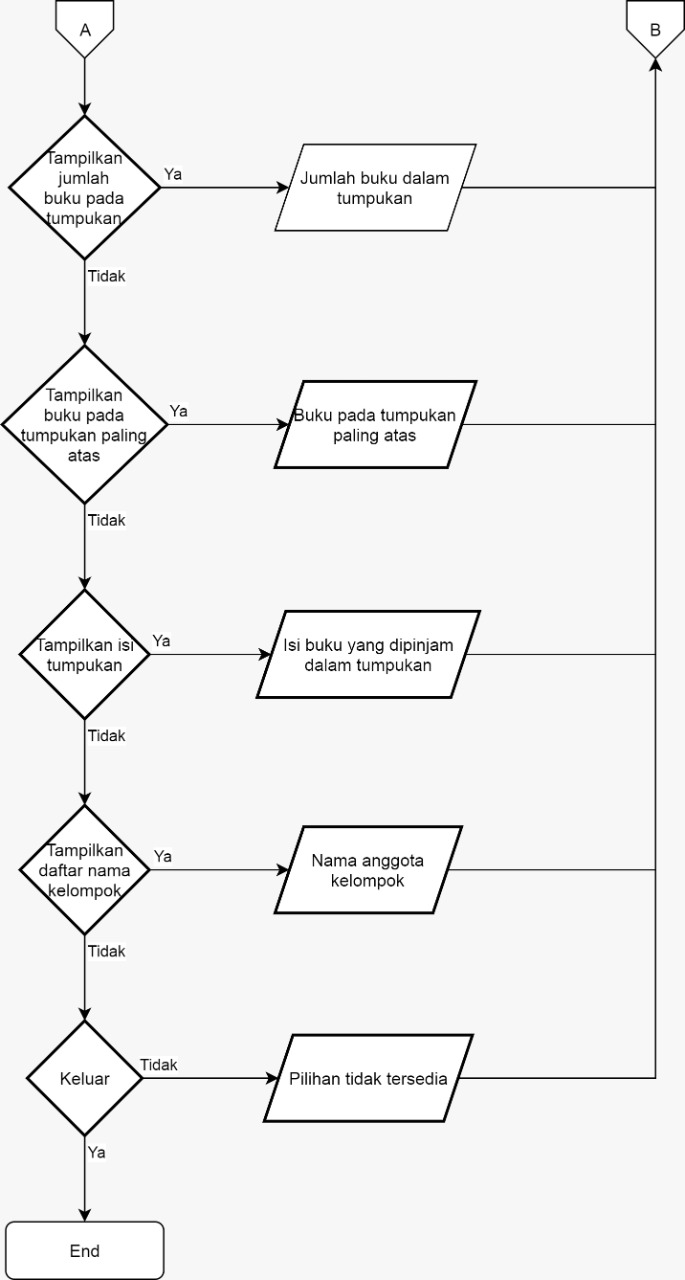 A
B
Tampilkan
jumlah
buku pada
tumpukan
Ya
Jumlah buku dalam
tumpukan
Tidak
Tampilkan
buku pada
tumpukan paling
atas
Ya
Buku pada tumpukan
paling atas
Tidak
Tampilkan isi
tumpukan
Ya
Isi buku yang dipinjam
dalam tumpukan
Tidak
Tampilkan
daftar nama
kelompok
Ya
Nama anggota
kelompok
Tidak
Keluar
Tidak
Pilihan tidak tersedia
Ya
End